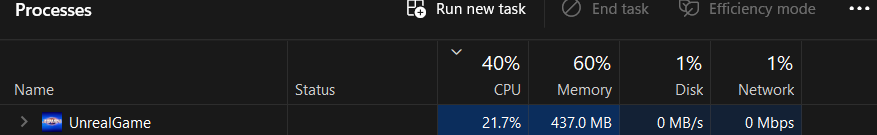 Processes Run new task End task Efficiency mode
40% 60% 1% 1%
Name Status CPU Memory Disk Network
UnrealGame 21.7% 437.0 MB 0 MB/s 0 Mbps